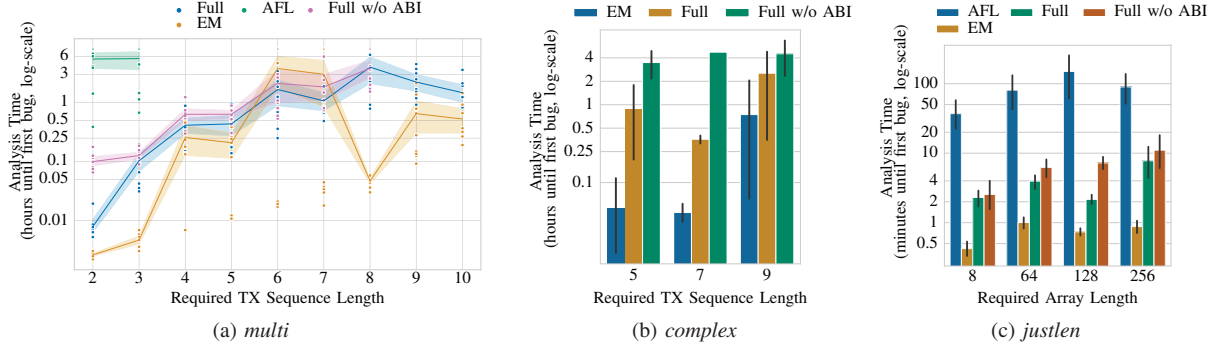 Full
AFL
Full w/o ABI
EM
Analysis Time
(hours until first bug, log-scale)
6
3
1
0.5
0.25
0.1
0.05
0.01
2
3
4
5
6
7
8
9
10
Required TX Sequence Length
(a) multi
EM
Full
Full w/o ABI
Analysis Time
(hours until first bug, log-scale)
4
2
1
0.5
0.25
0.1
5
7
9
Required TX Sequence Length
(b) complex
AFL
Full
Full w/o ABI
EM
Analysis Time
(minutes until first bug, log-scale)
100
50
10
4
2
1
0.5
8
64
128
256
Required Array Length
(c) justlen